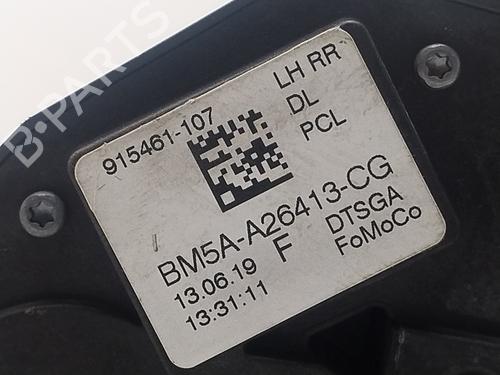 B-PARTS
915461-107
LH RR
DL
PCL
BM5A-A26413-CG
13.06.19 F DTSGA
13:31:11 FoMoCo